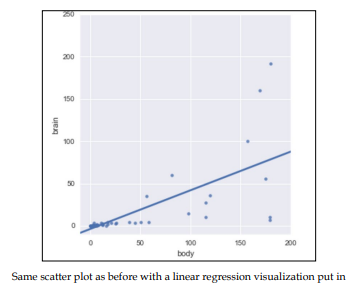 250
200
150
100
50
0
brain
0 50 100 150 200
body
Same scatter plot as before with a linear regression visualization put in